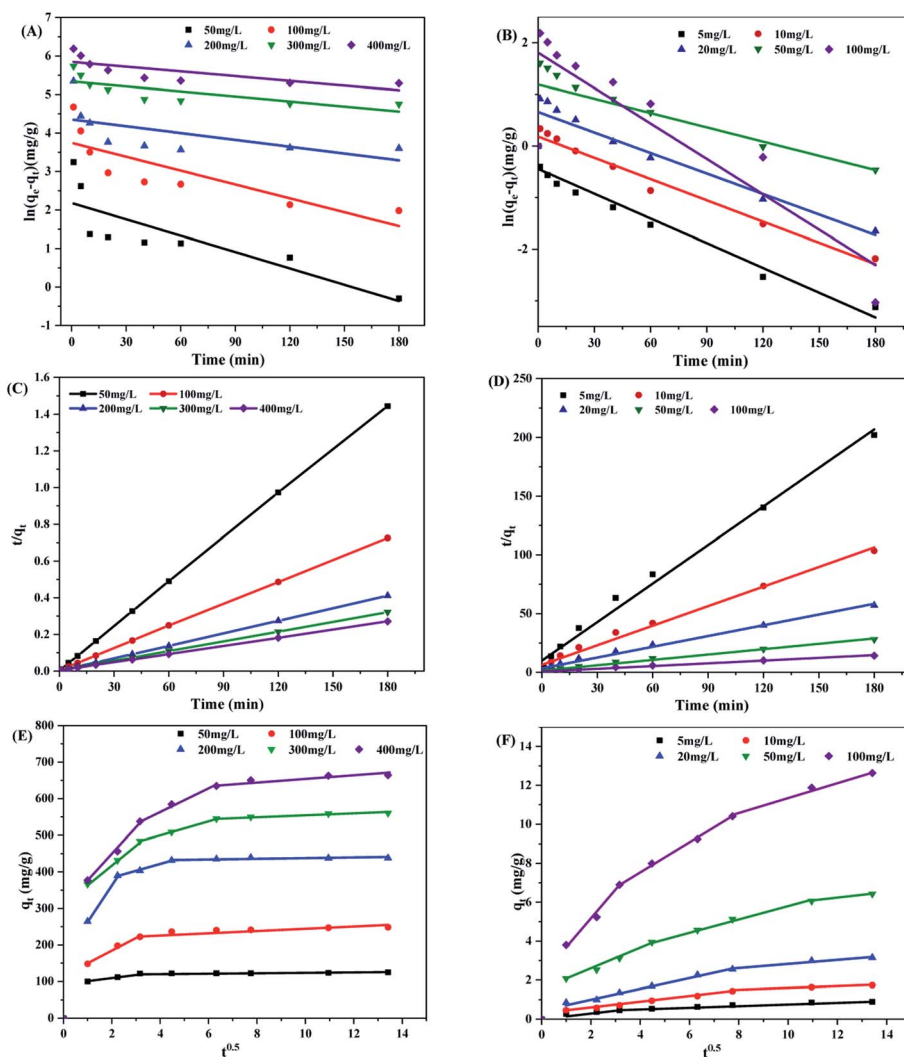 (A)
50mg/L 100mg/L
200mg/L 300mg/L 400mg/L
ln(qe-qt)(mg/g)
6
5
4
3
2
1
0
-1
0 30 60 90 120 150 180
Time (min)
(B)
5mg/L 10mg/L
20mg/L 50mg/L 100mg/L
ln(qe-qt)(mg/g)
2
0
-2
0 30 60 90 120 150 180
Time (min)
(C)
50mg/L 100mg/L
200mg/L 300mg/L 400mg/L
t/qt
1.6
1.4
1.2
1.0
0.8
0.6
0.4
0.2
0.0
0 30 60 90 120 150 180
Time (min)
(D)
5mg/L 10mg/L
20mg/L 50mg/L 100mg/L
t/qt
250
200
150
100
50
0
0 30 60 90 120 150 180
Time (min)
(E)
50mg/L 100mg/L
200mg/L 300mg/L 400mg/L
qt (mg/g)
800
700
600
500
400
300
200
100
0
0 2 4 6 8 10 12 14
t0.5
(F)
5mg/L 10mg/L
20mg/L 50mg/L 100mg/L
qt (mg/g)
14
12
10
8
6
4
2
0
0 2 4 6 8 10 12 14
t0.5